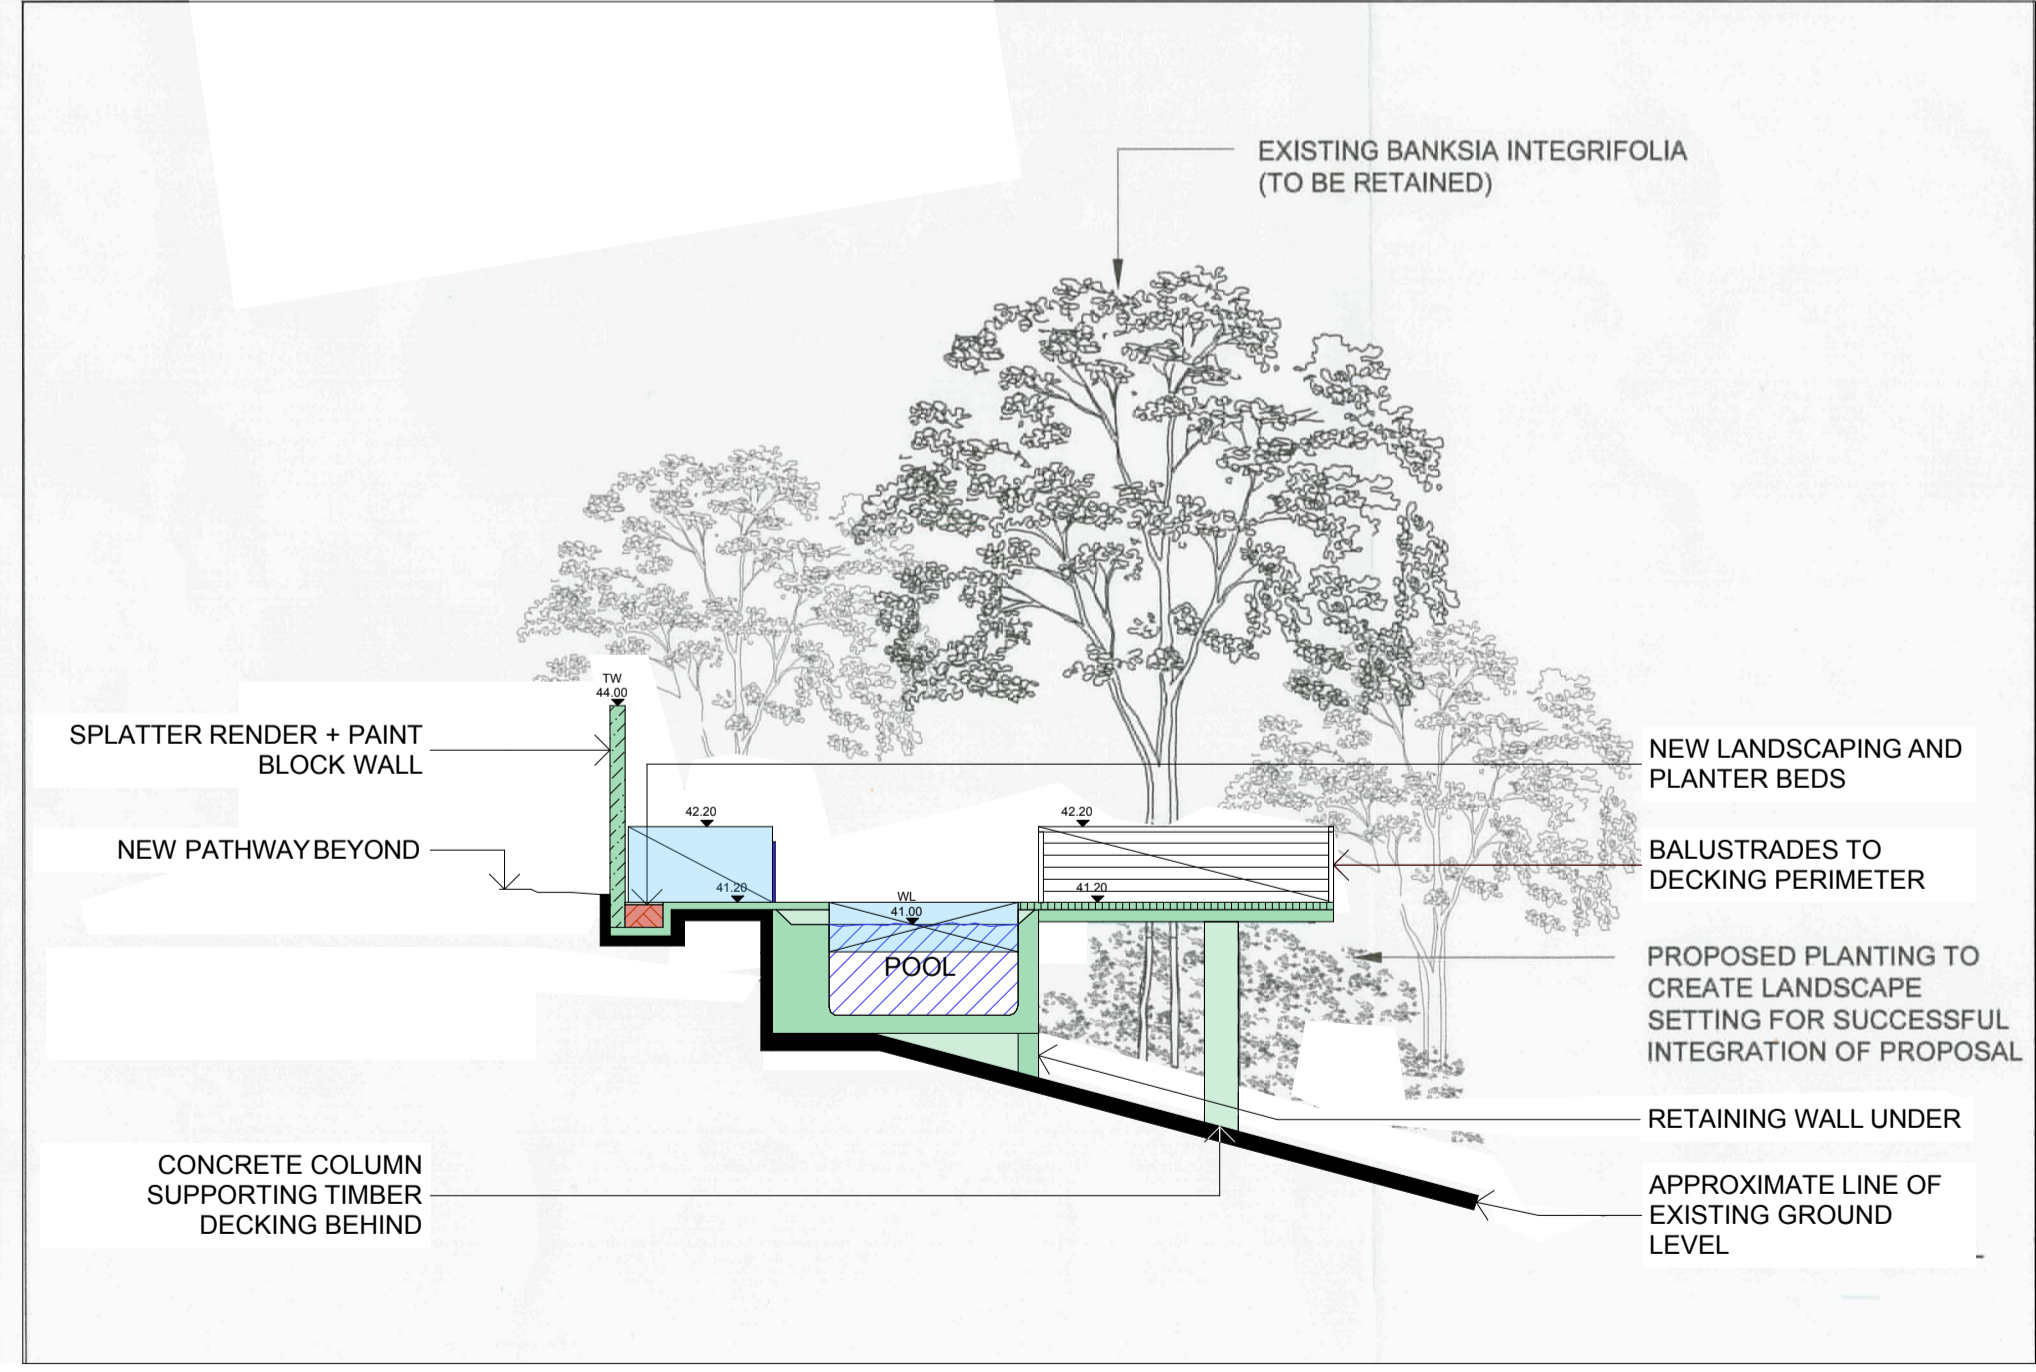 EXISTING BANKSIA INTEGRIFOLIA
(TO BE RETAINED)
TW
44.00
SPLATTER RENDER + PAINT
BLOCK WALL
NEW LANDSCAPING AND
PLANTER BEDS
42.20
42.20
NEW PATHWAY BEYOND
BALUSTRADES TO
DECKING PERIMETER
41.20
41.20
WL
41.00
POOL
PROPOSED PLANTING TO
CREATE LANDSCAPE
SETTING FOR SUCCESSFUL
INTEGRATION OF PROPOSAL
RETAINING WALL UNDER
CONCRETE COLUMN
SUPPORTING TIMBER
DECKING BEHIND
APPROXIMATE LINE OF
EXISTING GROUND
LEVEL